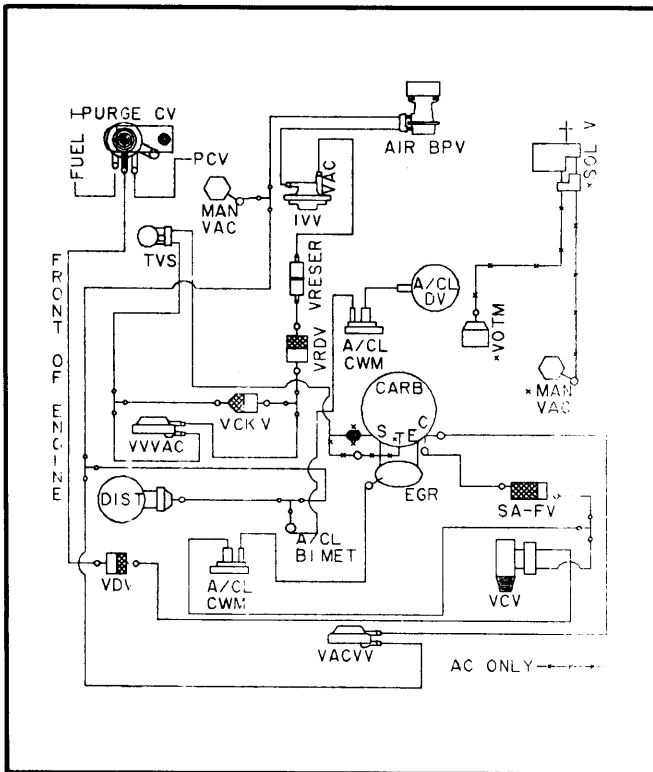 PURGE CV
FUEL
PCV
AIR BPV
SOL V
MAN
VAC
VAC
IVV
TVS
VRESER
A/CL
DV
VOTM
VRDV
A/CL
CWM
MAN
VAC
FRONT OF ENGINE
CARB
S T E C
VCK V
VVVAC
EGR
DIST
SA-FV
A/CL
BIMET
A/CL
CWM
VDV
VCV
VACVV
AC ONLY